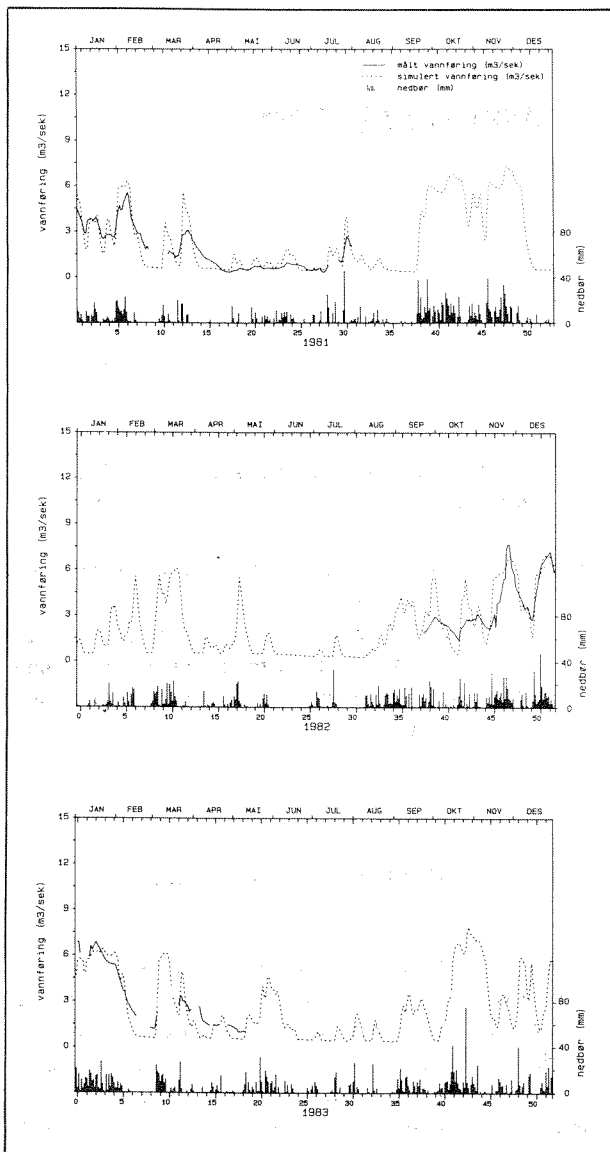 JAN FEB MAR APR MAI JUN JUL AUG SEP OKT NOV DES
15
12
9
6
3
0
vannføring (m3/sek)
målt vannføring (m3/sek)
simulert vannføring (m3/sek)
nedbør (mm)
80
40
0
nedbør (mm)
0 5 10 15 20 25 30 35 40 45 50
1981
JAN FEB MAR APR MAI JUN JUL AUG SEP OKT NOV DES
15
12
9
6
3
0
vannføring (m3/sek)
80
40
0
nedbør (mm)
0 5 10 15 20 25 30 35 40 45 50
1982
JAN FEB MAR APR MAI JUN JUL AUG SEP OKT NOV DES
15
12
9
6
3
0
vannføring (m3/sek)
80
40
0
nedbør (mm)
0 5 10 15 20 25 30 35 40 45 50
1983